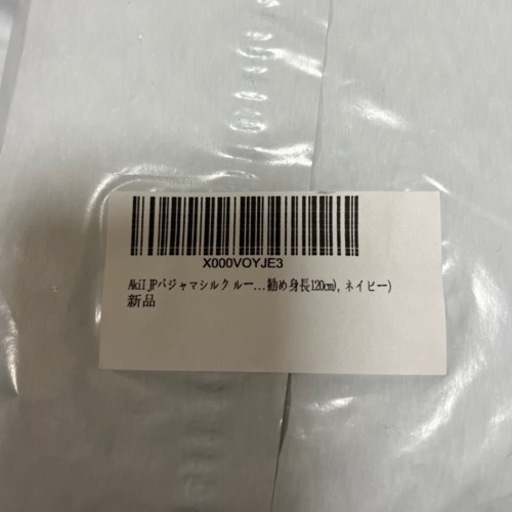 X000VOYJE3
AkiI JPパジャマシルク ルー...勧め身長120cm), ネイビー)
新品